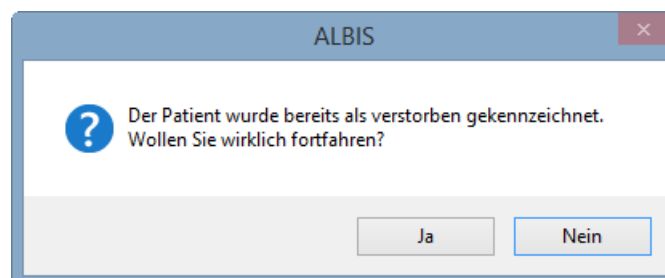 ALBIS
Der Patient wurde bereits als verstorben gekennzeichnet.
Wollen Sie wirklich fortfahren?
Ja
Nein